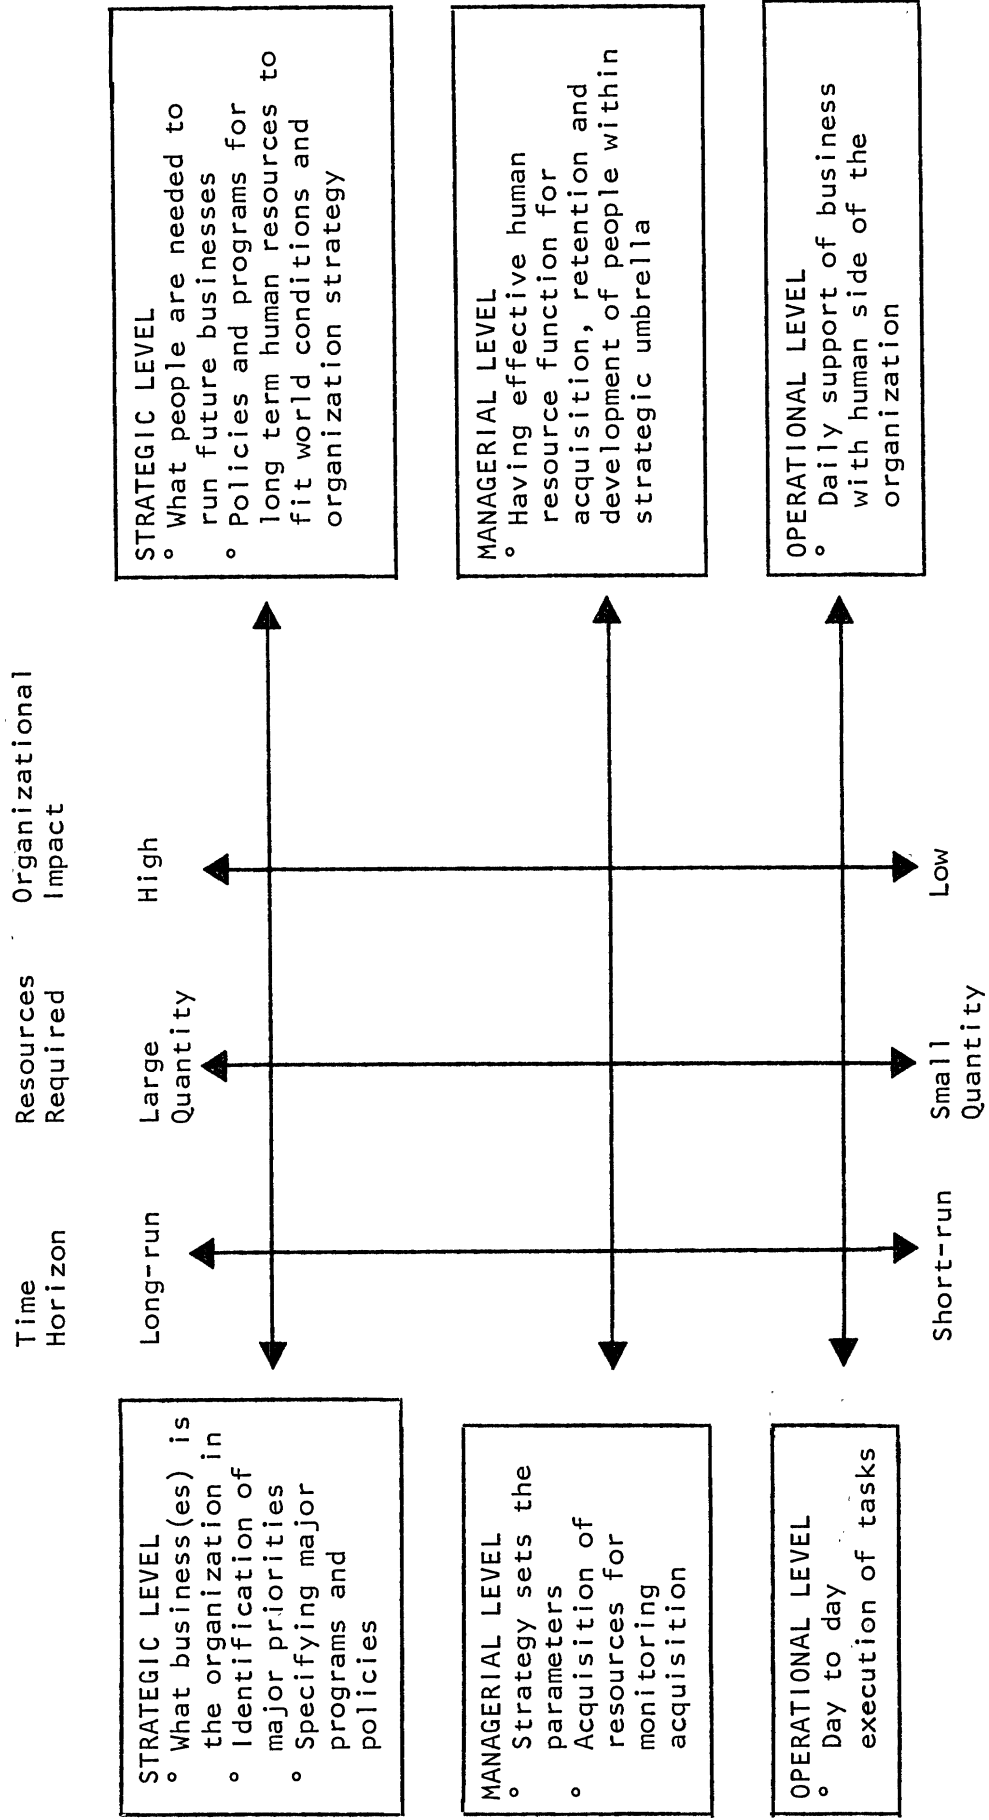 Time
Horizon
Resources
Required
Organizational
Impact
Long-run
Large
Quantity
High
STRATEGIC LEVEL
° What business(es) is
the organization in
° Identification of
major priorities
° Specifying major
programs and
policies
STRATEGIC LEVEL
° What people are needed to
run future businesses
° Policies and programs for
long term human resources to
fit world conditions and
organization strategy
MANAGERIAL LEVEL
° Strategy sets the
parameters
° Acquisition of
resources for
monitoring
acquisition
MANAGERIAL LEVEL
° Having effective human
resource function for
acquisition, retention and
development of people within
strategic umbrella
OPERATIONAL LEVEL
° Day to day
execution of tasks
OPERATIONAL LEVEL
° Daily support of business
with human side of the
organization
Short-run
Small
Quantity
Low